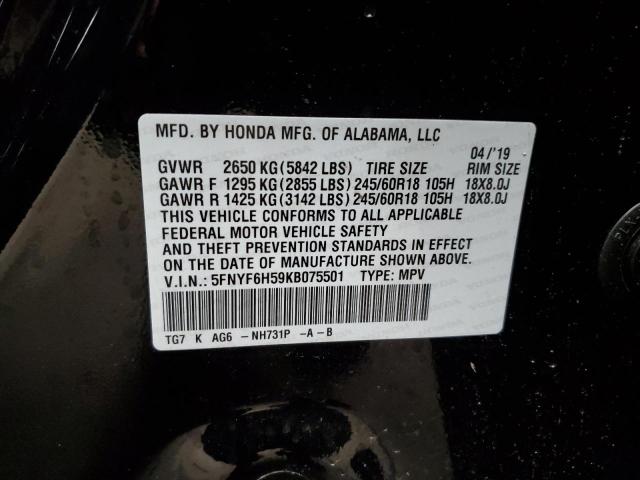 MFD. BY HONDA MFG. OF ALABAMA, LLC
04/'19
GVWR 2650 KG(5842 LBS) TIRE SIZE RIM SIZE
GAWR F 1295 KG(2855 LBS) 245/60R18 105H 18X8.0J
GAWR R 1425 KG(3142 LBS) 245/60R18 105H 18X8.0J
THIS VEHICLE CONFORMS TO ALL APPLICABLE
FEDERAL MOTOR VEHICLE SAFETY
AND THEFT PREVENTION STANDARDS IN EFFECT
ON THE DATE OF MANUFACTURE SHOWN ABOVE.
V.I.N.: 5FNYF6H59KB075501 TYPE: MPV
TG7 K AG6 -NH731P -A-B